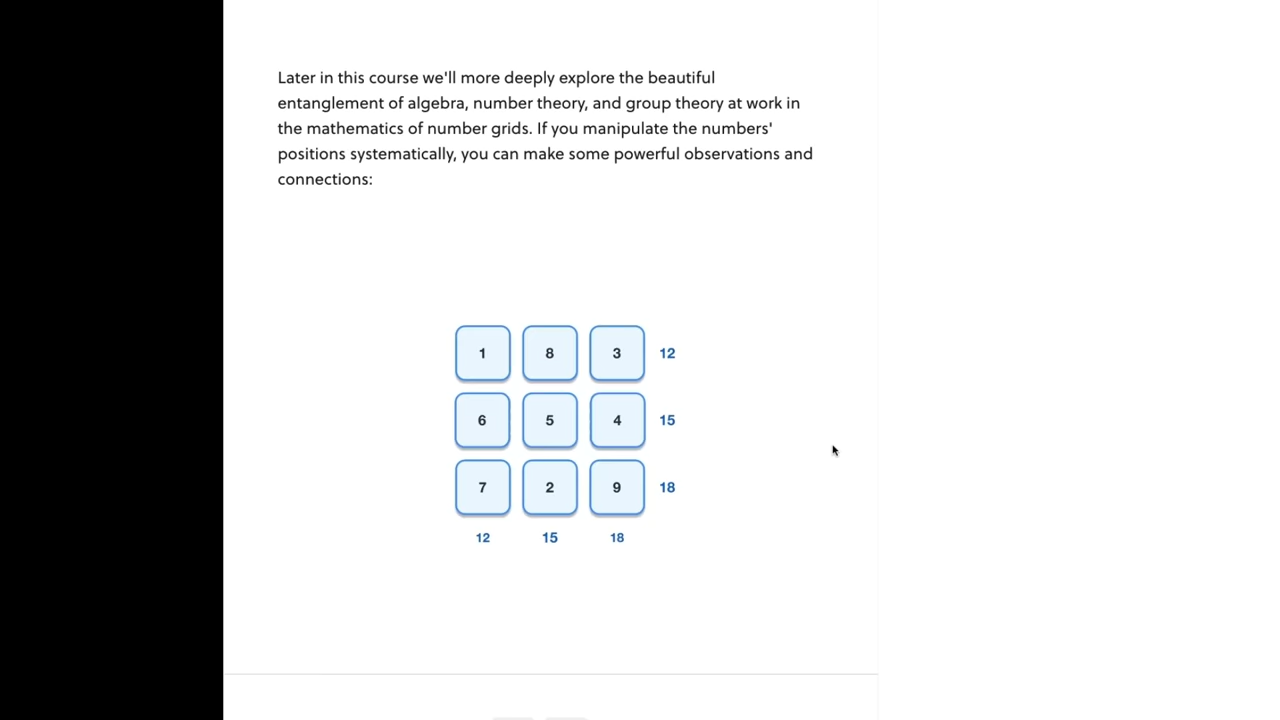 Later in this course we'll more deeply explore the beautiful
entanglement of algebra, number theory, and group theory at work in
the mathematics of number grids. If you manipulate the numbers'
positions systematically, you can make some powerful observations and
connections:
1 8 3 12
6 5 4 15
7 2 9 18
12 15 18